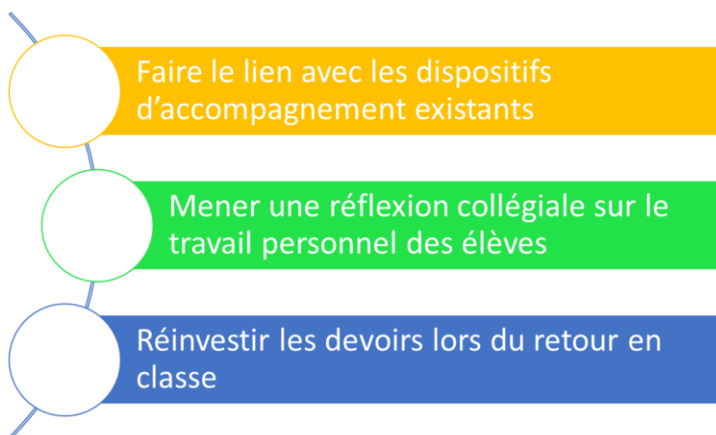 Faire le lien avec les dispositifs
d’accompagnement existants
Mener une réflexion collégiale sur le
travail personnel des élèves
Réinvestir les devoirs lors du retour en
classe